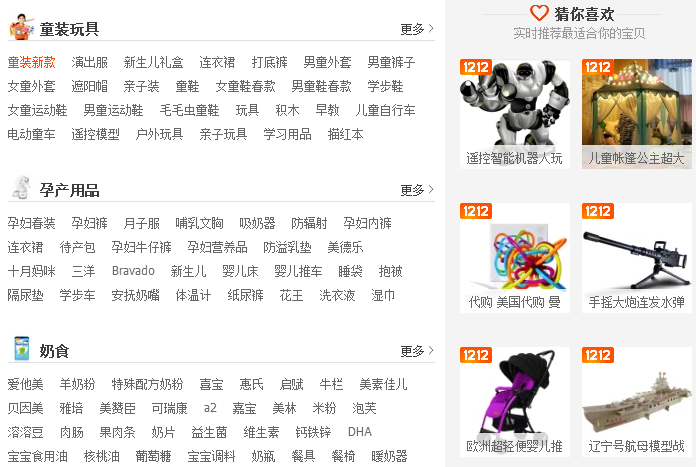 童装玩具 更多
童装新款 演出服 新生儿礼盒 连衣裙 打底裤 男童外套 男童裤子
女童外套 遮阳帽 亲子装 童鞋 女童鞋春款 男童鞋春款 学步鞋
女童运动鞋 男童运动鞋 毛毛虫童鞋 玩具 积木 早教 儿童自行车
电动童车 遥控模型 户外玩具 亲子玩具 学习用品 描红本
孕产用品 更多
孕妇春装 孕妇裤 月子服 哺乳文胸 吸奶器 防辐射 孕妇内裤
连衣裙 待产包 孕妇牛仔裤 孕妇营养品 防溢乳垫 美德乐
十月妈咪 三洋 Bravado 新生儿 婴儿床 婴儿推车 睡袋 抱被
隔尿垫 学步车 安抚奶嘴 体温计 纸尿裤 花王 洗衣液 湿巾
奶食 更多
爱他美 羊奶粉 特殊配方奶粉 喜宝 惠氏 启赋 牛栏 美素佳儿
贝因美 雅培 美赞臣 可瑞康 a2 嘉宝 美林 米粉 泡芙
溶溶豆 肉肠 果肉条 奶片 益生菌 维生素 钙铁锌 DHA
宝宝食用油 核桃油 葡萄糖 宝宝调料 奶瓶 餐具 餐椅 暖奶器
猜你喜欢
实时推荐最适合你的宝贝
1212 1212
遥控智能机器人玩 儿童帐篷公主超大
1212 1212
代购 美国代购 曼 手摇大炮连发水弹
1212 1212
欧洲超轻便婴儿推 辽宁号航母模型战